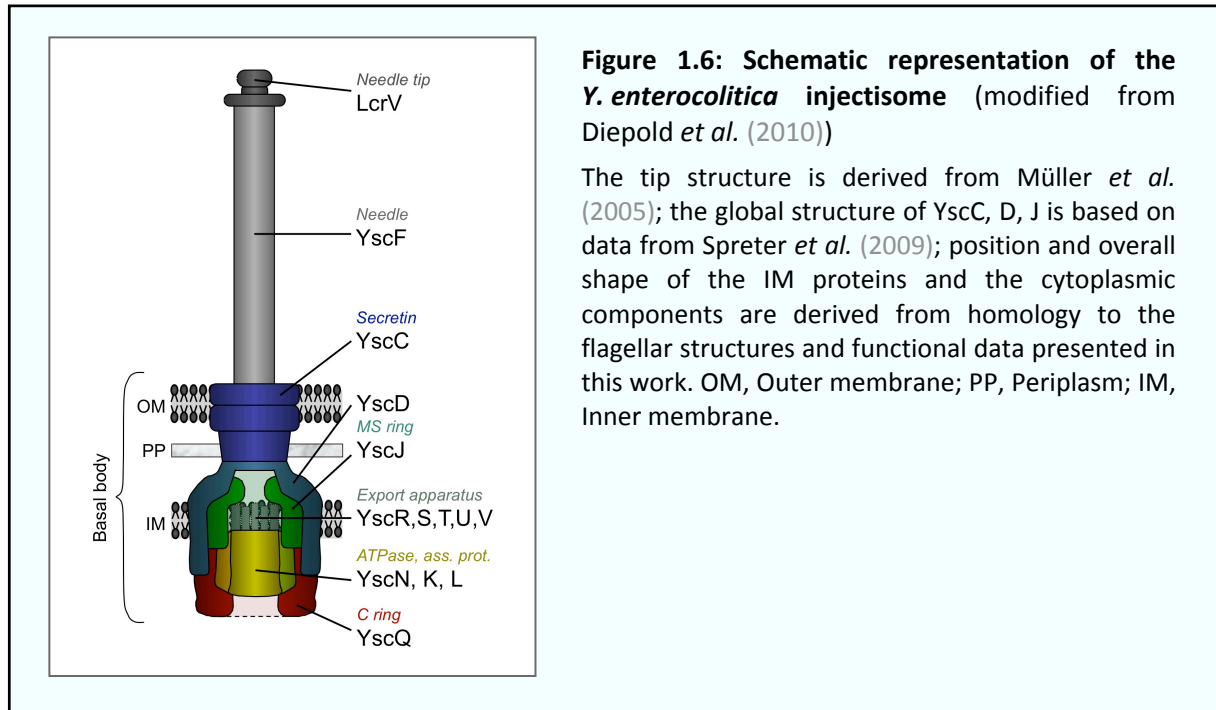 Needle tip
LcrV
Needle
YscF
Secretin
YscC
YscD
MS ring
YscJ
Export apparatus
YscR,S,T,U,V
ATPase, ass. prot.
YscN, K, L
C ring
YscQ
OM
PP
IM
Basal body
Figure 1.6: Schematic representation of the
Y. enterocolitica injectisome (modified from
Diepold et al. (2010))
The tip structure is derived from Müller et al.
(2005); the global structure of YscC, D, J is based on
data from Spreter et al. (2009); position and overall
shape of the IM proteins and the cytoplasmic
components are derived from homology to the
flagellar structures and functional data presented in
this work. OM, Outer membrane; PP, Periplasm; IM,
Inner membrane.